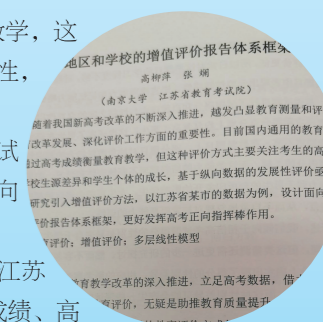 教学，这
性，
试
向
江苏
成绩、高
地区和学校的增值评价报告体系框架
高柳萍 张
（南京大学 江苏省教育考试院）
随着我国新高考改革的不断深入推进，越发凸显教育测量和评
改革发展、深化评价工作方面的重要性。目前国内通用的教育
过高考成绩衡量教育教学，但这种评价方式主要关注考生的高
学校生源差异和学生个体的成长，基于纵向数据的发展性评价亟
研究引入增值评价方法，以江苏省某市的数据为例，设计面向
评价报告体系框架，更好发挥高考正向指挥棒作用。
教育评价；增值评价；多层线性模型
教育教学改革的深入推进，立足高考数据，借
评价，无疑是助推教育质量提升